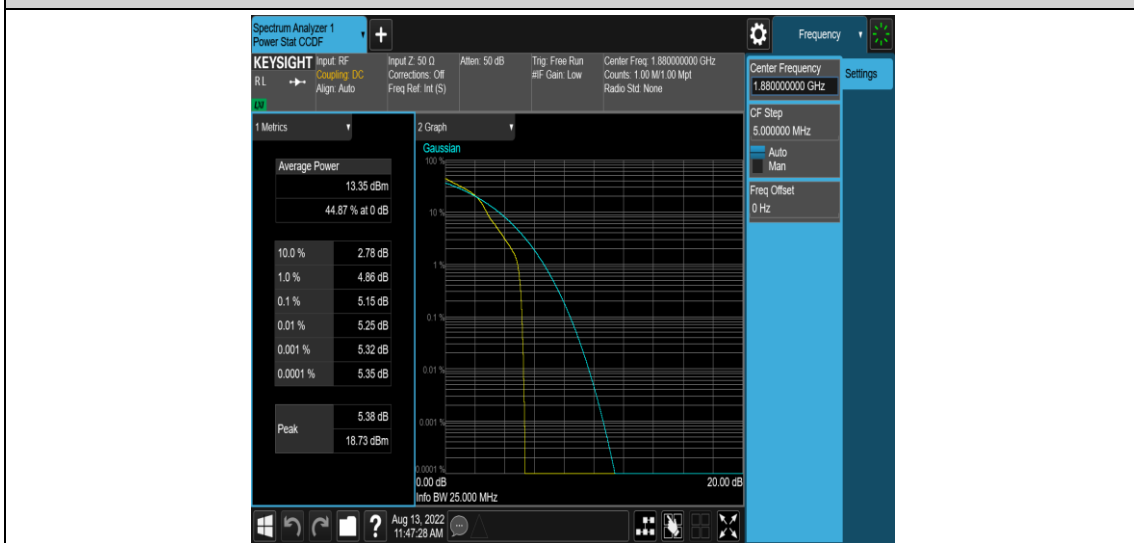 Spectrum Analyzer 1
Power Stat CCDF
+
Frequency
KEYSIGHT
RL
LXI
Input: RF
Coupling: DC
Align: Auto
Input Z: 50 Ω
Corrections: Off
Freq Ref: Int (S)
Atten: 50 dB
Trig: Free Run
#IF Gain: Low
Center Freq: 1.880000000 GHz
Counts: 1.00 M/1.00 Mpt
Radio Std: None
Center Frequency
1.880000000 GHz
Settings
CF Step
5.000000 MHz
Auto
Man
Freq Offset
0 Hz
1 Metrics
Average Power
13.35 dBm
44.87 % at 0 dB
10.0 % 2.78 dB
1.0 % 4.86 dB
0.1 % 5.15 dB
0.01 % 5.25 dB
0.001 % 5.32 dB
0.0001 % 5.35 dB
Peak
5.38 dB
18.73 dBm
2 Graph
Gaussian
100 %
10 %
1 %
0.1 %
0.01 %
0.001 %
0.0001 %
0.00 dB 20.00 dB
Info BW 25.000 MHz
?
Aug 13, 2022
11:47:28 AM